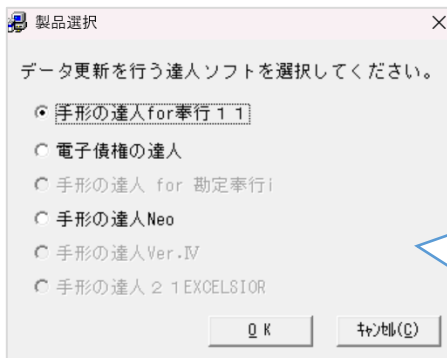 製品選択
データ更新を行う達人ソフトを選択してください。
手形の達人for奉行１１
電子債権の達人
手形の達人 for 勘定奉行i
手形の達人Neo
手形の達人Ver.Ⅳ
手形の達人２１EXCELSIOR
ＯＫ
ｷｬﾝｾﾙ(C)